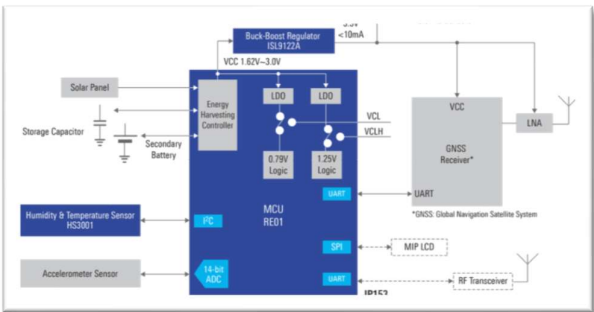 Buck-Boost Regulator
ISL9122A
<10mA
VCC 1.62V~3.0V
Solar Panel
Energy
Harvesting
Controller
LDO
LDO
VCC
LNA
Storage Capacitor
Secondary
Battery
VCL
VCLH
GNSS
Receiver*
0.79V
Logic
1.25V
Logic
UART
UART
*GNSS: Global Navigation Satellite System
MCU
RE01
Humidity & Temperature Sensor
HS3001
I²C
SPI
MIP LCD
Accelerometer Sensor
14-bit
ADC
UART
RF Transceiver